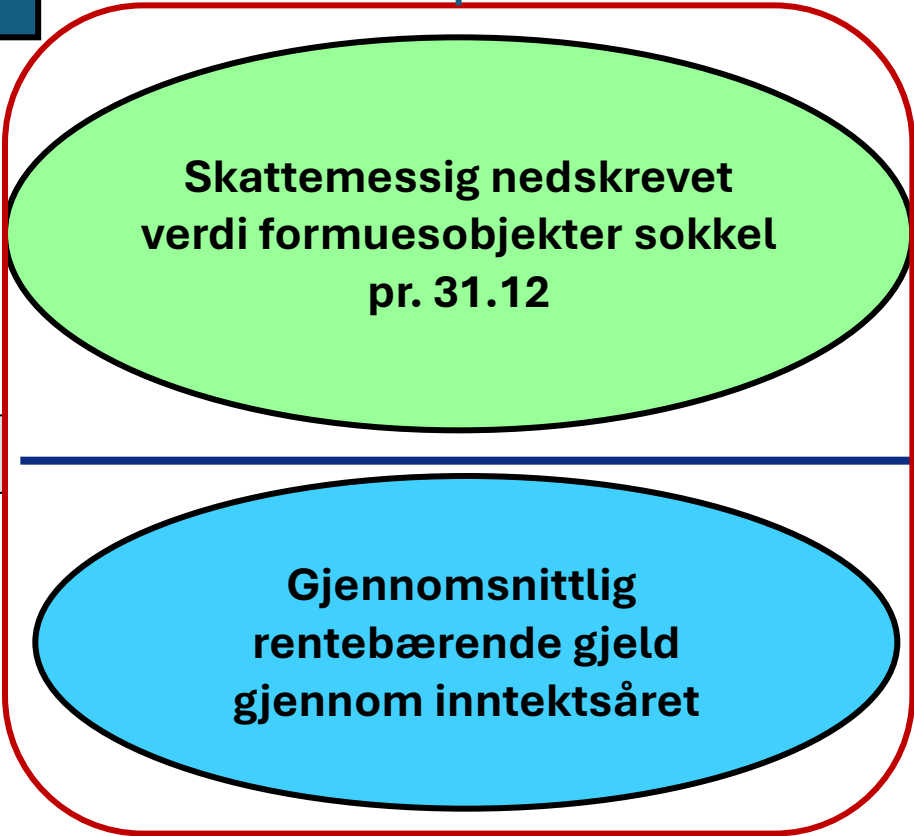 Skattemessig nedskrevet
verdi formuesobjekter sokkel
pr. 31.12
Gjennomsnittlig
rentebærende gjeld
gjennom inntektsåret